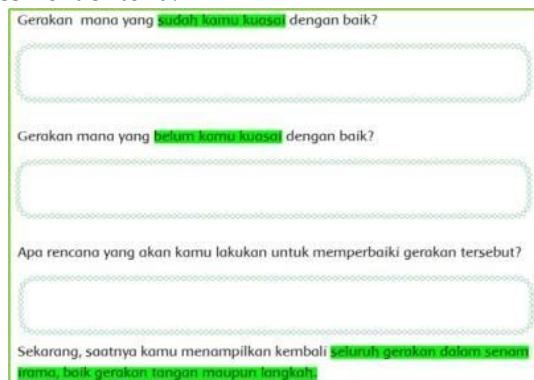 Gerakan mana yang sudah kamu kuasai dengan baik?
Gerakan mana yang belum kamu kuasai dengan baik?
Apa rencana yang akan kamu lakukan untuk memperbaiki gerakan tersebut?
Sekarang, saatnya kamu menampilkan kembali seluruh gerakan dalam senam
irama, baik gerakan tangan maupun langkah.